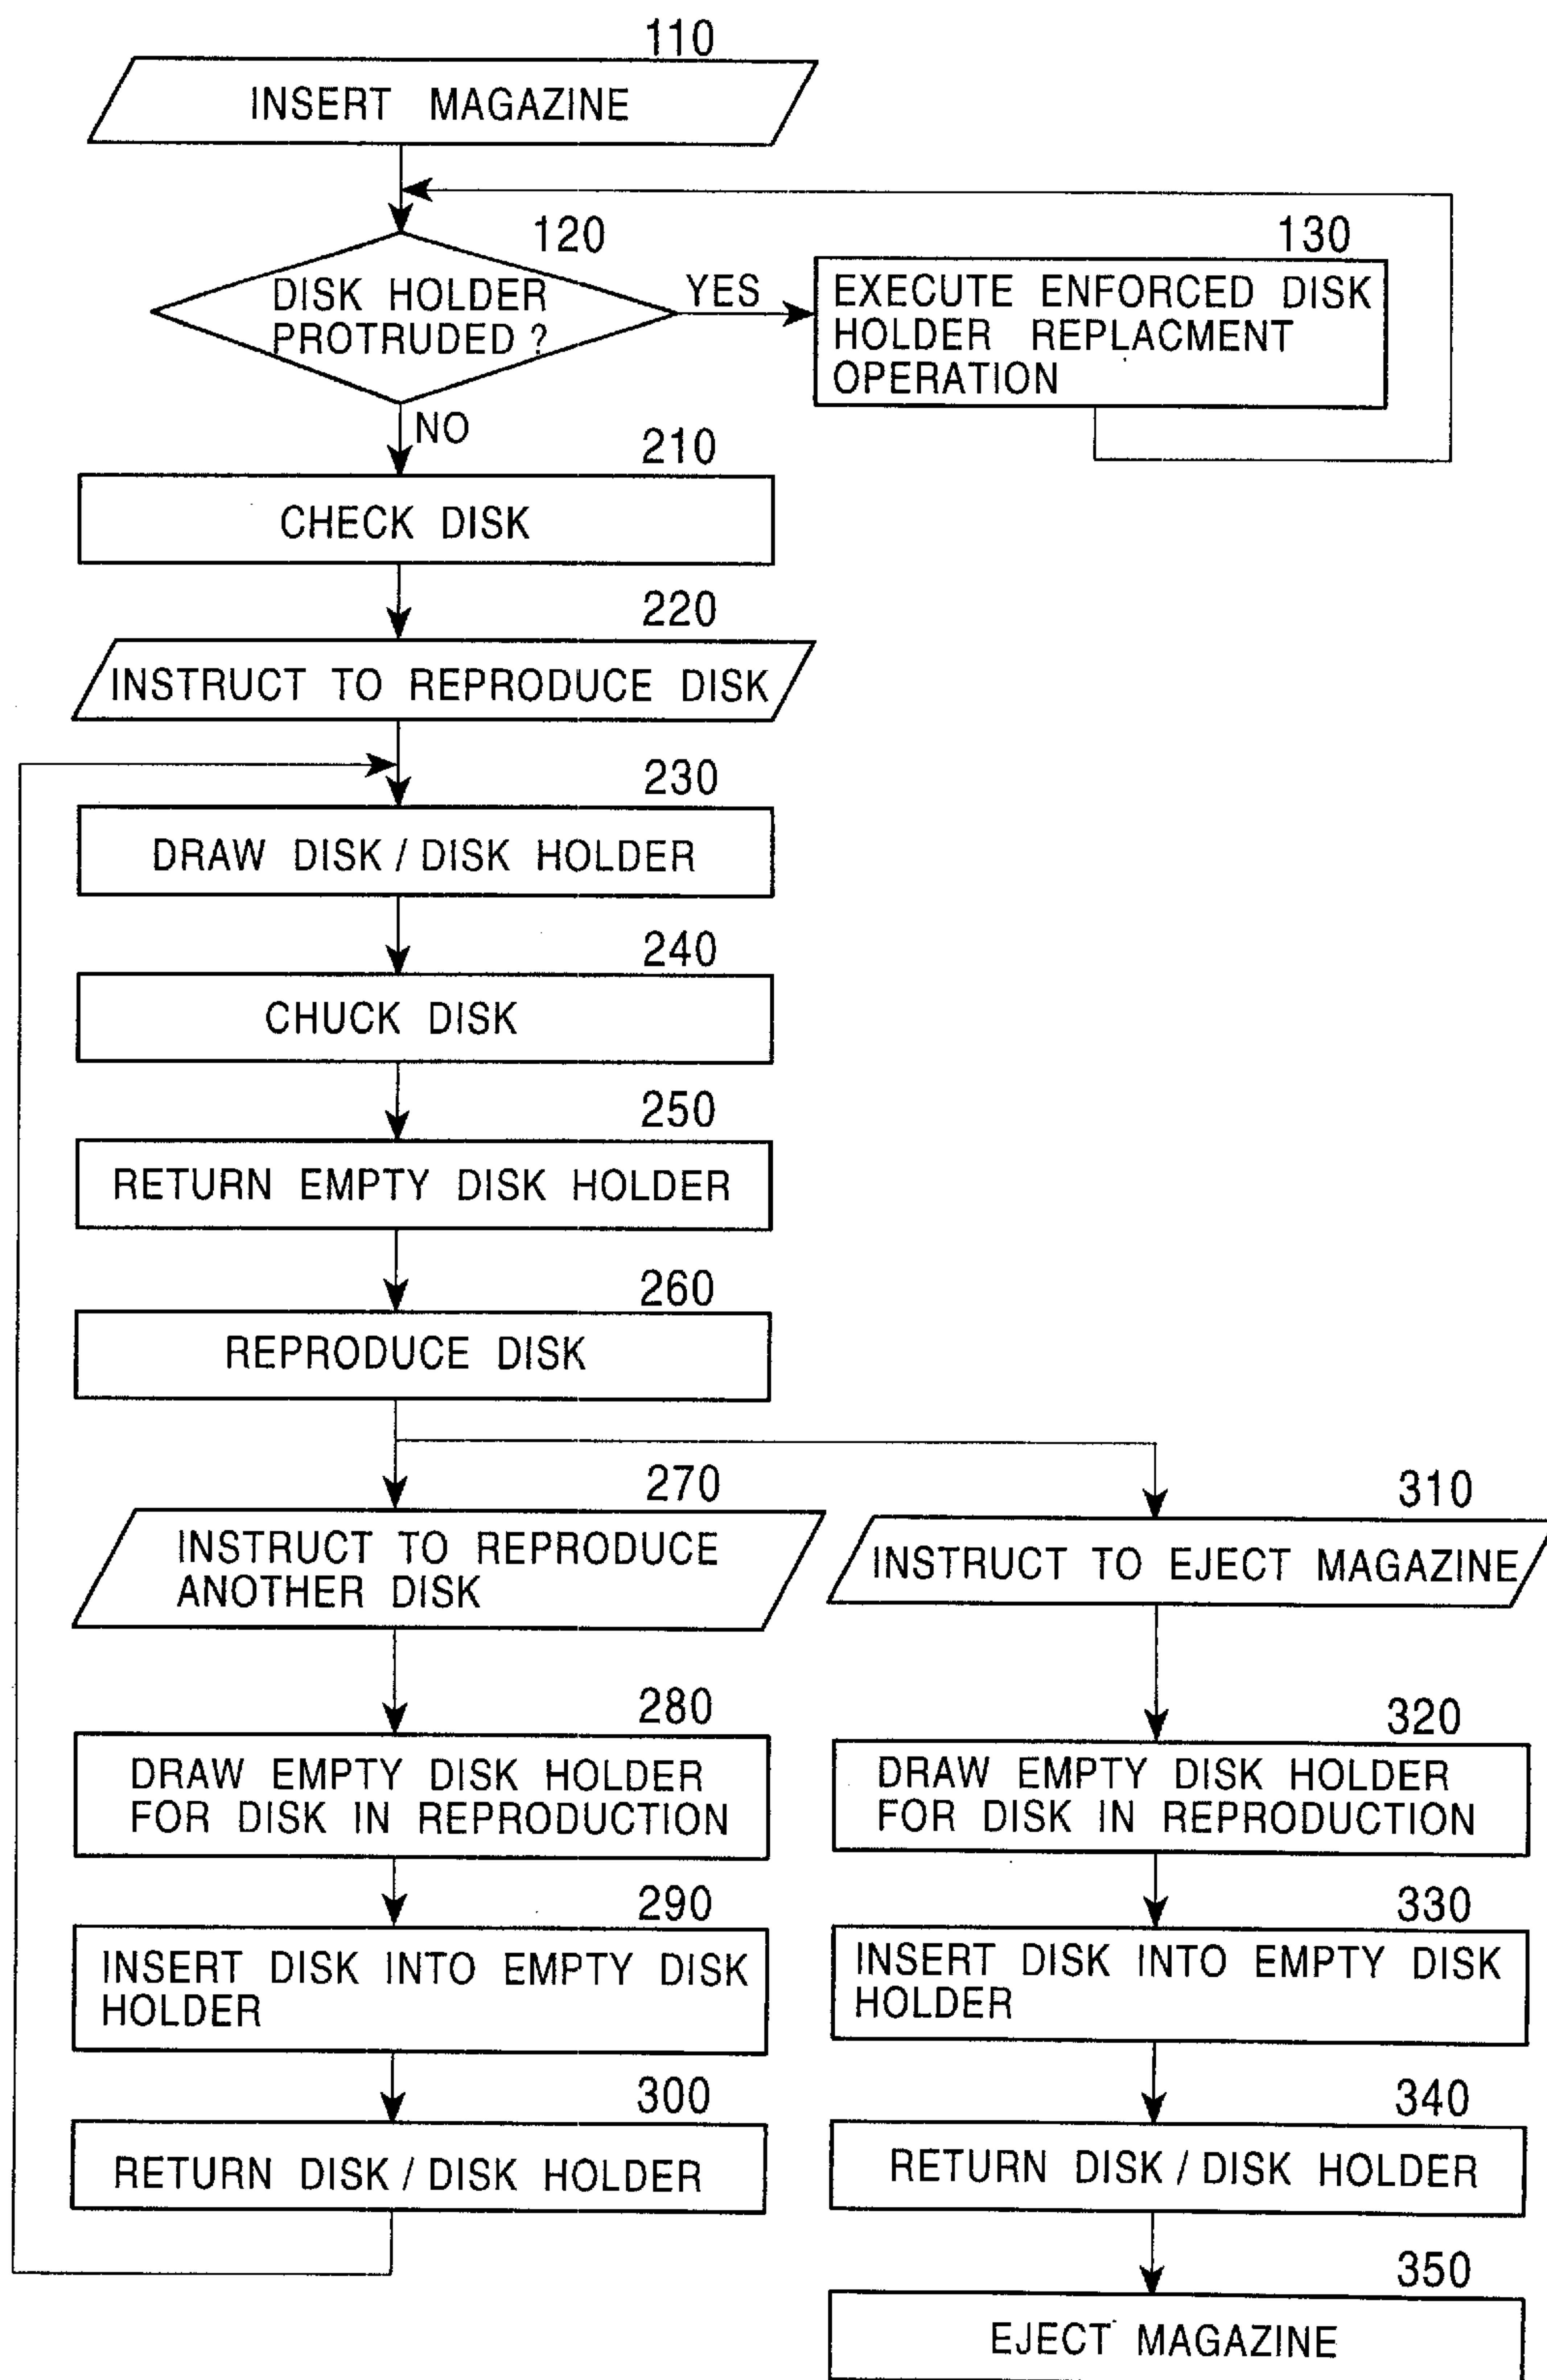 110
INSERT MAGAZINE
120
DISK HOLDER
PROTRUDED ?
YES
130
EXECUTE ENFORCED DISK
HOLDER REPLACMENT
OPERATION
NO
210
CHECK DISK
220
INSTRUCT TO REPRODUCE DISK
230
DRAW DISK / DISK HOLDER
240
CHUCK DISK
250
RETURN EMPTY DISK HOLDER
260
REPRODUCE DISK
270
INSTRUCT TO REPRODUCE
ANOTHER DISK
280
DRAW EMPTY DISK HOLDER
FOR DISK IN REPRODUCTION
290
INSERT DISK INTO EMPTY DISK
HOLDER
300
RETURN DISK / DISK HOLDER
310
INSTRUCT TO EJECT MAGAZINE
320
DRAW EMPTY DISK HOLDER
FOR DISK IN REPRODUCTION
330
INSERT DISK INTO EMPTY DISK
HOLDER
340
RETURN DISK / DISK HOLDER
350
EJECT MAGAZINE